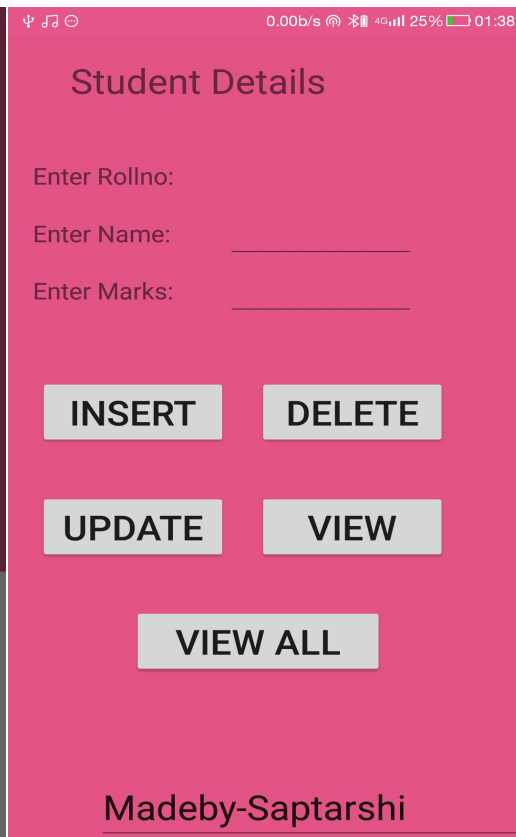 0.00b/s 4G 25% 01:38
Student Details
Enter Rollno:
Enter Name:
Enter Marks:
INSERT DELETE
UPDATE VIEW
VIEW ALL
Madeby-Saptarshi